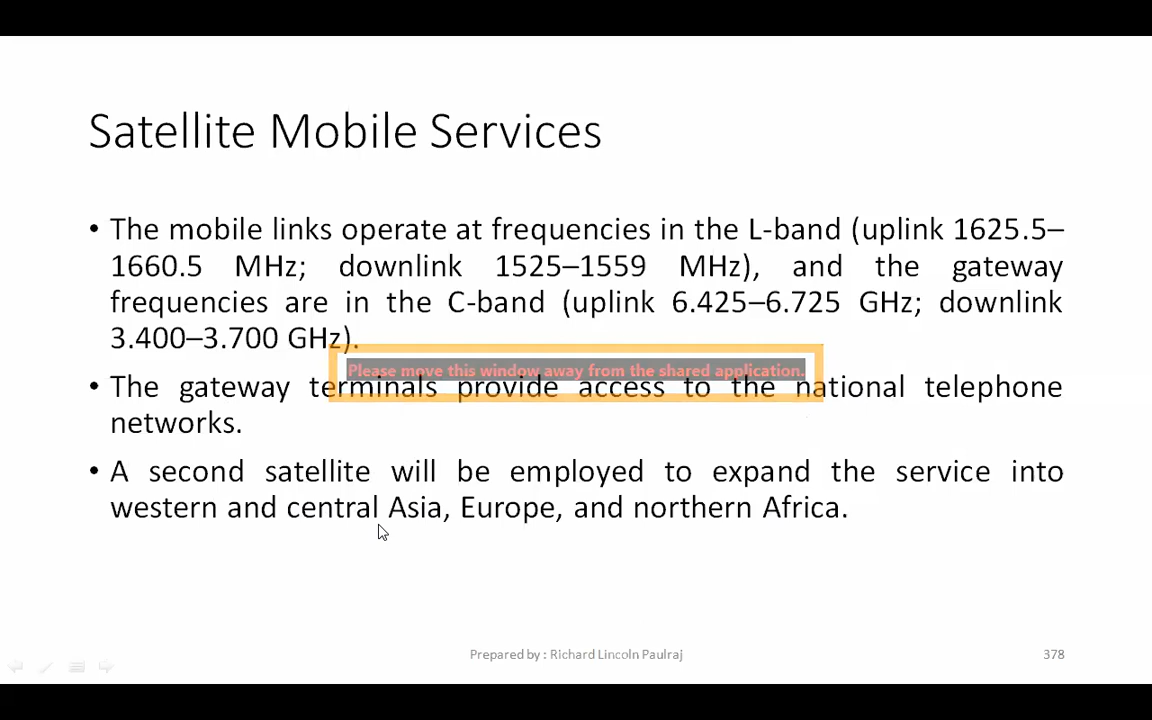 Satellite Mobile Services
• The mobile links operate at frequencies in the L-band (uplink 1625.5–
1660.5 MHz; downlink 1525–1559 MHz), and the gateway
frequencies are in the C-band (uplink 6.425–6.725 GHz; downlink
3.400–3.700 GHz).
Please move this window away from the shared application.
• The gateway terminals provide access to the national telephone
networks.
• A second satellite will be employed to expand the service into
western and central Asia, Europe, and northern Africa.
Prepared by : Richard Lincoln Paulraj
378